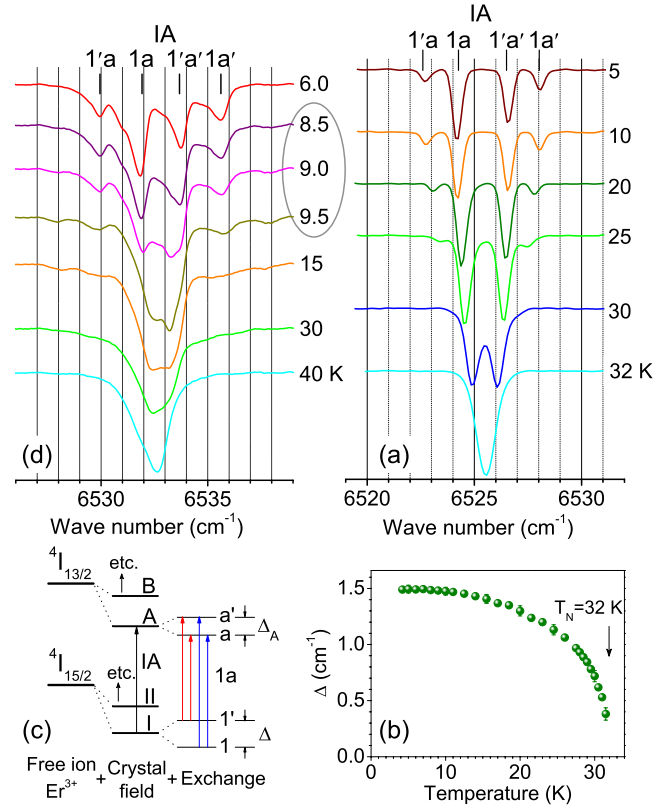 IA
1'a 1a 1'a' 1a'
6.0
8.5
9.0
9.5
15
30
40 K
(d)
6530 6535
Wave number (cm-1)
IA
1'a 1a 1'a' 1a'
5
10
20
25
30
32 K
(a)
6520 6525 6530
Wave number (cm-1)
4I13/2
etc.
B
A
a'
a
ΔA
IA
1a
4I15/2
etc.
II
I
1'
1
Δ
(c)
Free ion + Crystal + Exchange
Er3+ field
1.5
1.0
0.5
0.0
Δ (cm-1)
TN=32 K
(b)
0 10 20 30
Temperature (K)